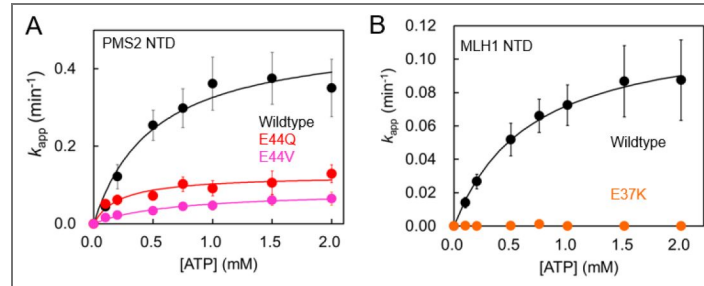 A
PMS2 NTD
k app (min⁻¹)
0.4
0.2
0.0
Wildtype
E44Q
E44V
0.0 0.5 1.0 1.5 2.0
[ATP] (mM)
B
MLH1 NTD
k app (min⁻¹)
0.12
0.10
0.08
0.06
0.04
0.02
0.00
Wildtype
E37K
0.0 0.5 1.0 1.5 2.0
[ATP] (mM)